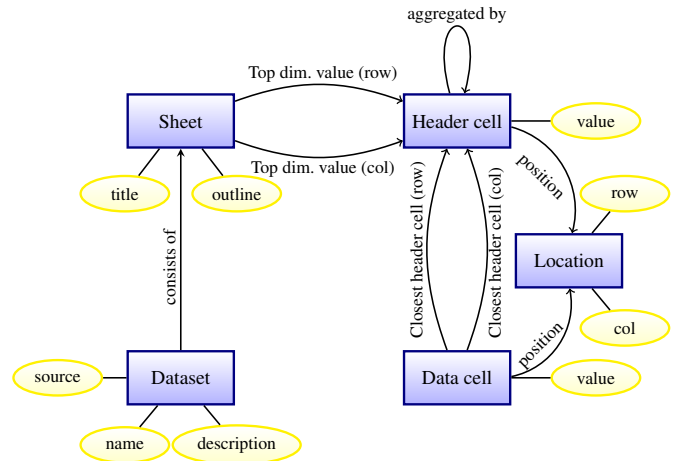 aggregated by
Top dim. value (row)
Sheet
Header cell
value
Top dim. value (col)
position
title
outline
row
Closest header cell (row)
Closest header cell (col)
consists of
Location
col
position
source
Dataset
Data cell
value
name
description